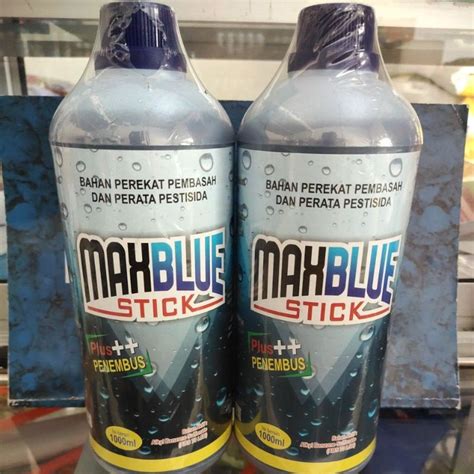 BAHAN PEREKAT PEMBASAH
DAN PERATA PESTISIDA
MAXBLUE
STICK
Plus++
PENEMBUS
1000ml
BAHAN PEREKAT PEMBASAH
DAN PERATA PESTISIDA
MAXBLUE
STICK
Plus++
PENEMBUS
1000ml